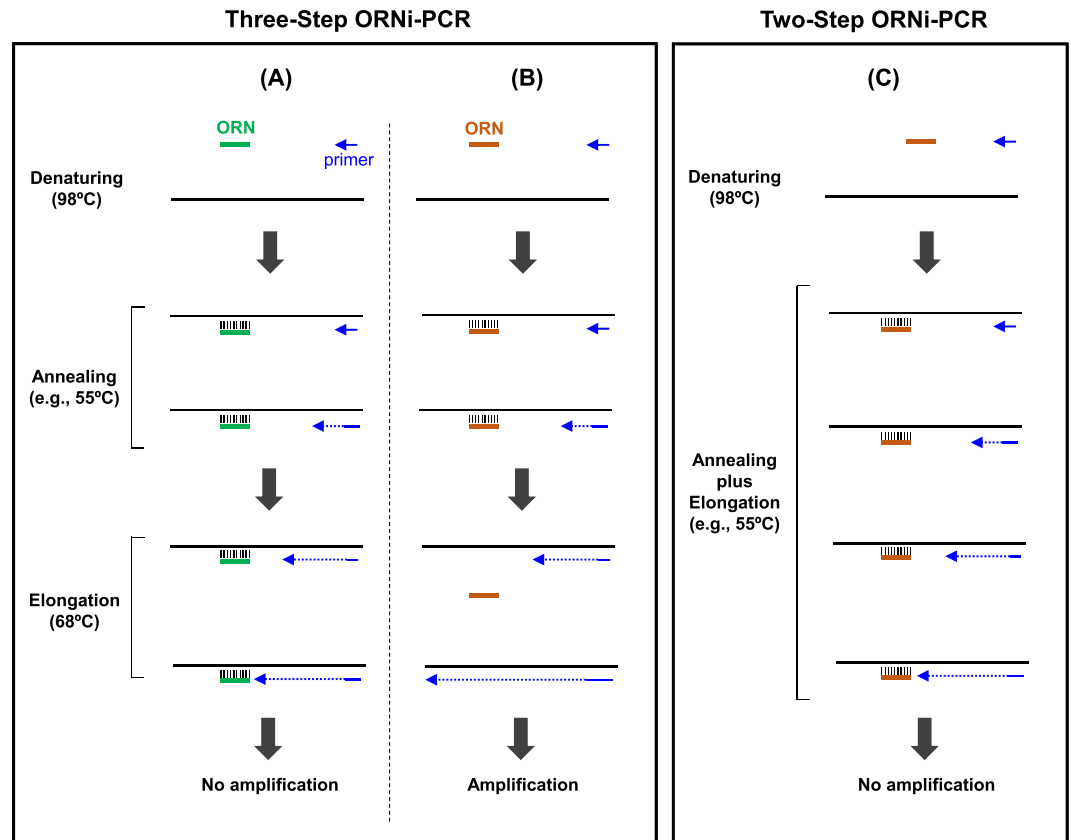 Three-Step ORNi-PCR
Two-Step ORNi-PCR
(A)
(B)
(C)
ORN
ORN
primer
Denaturing
(98ºC)
Denaturing
(98ºC)
Annealing
(e.g., 55ºC)
Annealing
plus
Elongation
(e.g., 55ºC)
Elongation
(68ºC)
No amplification
Amplification
No amplification